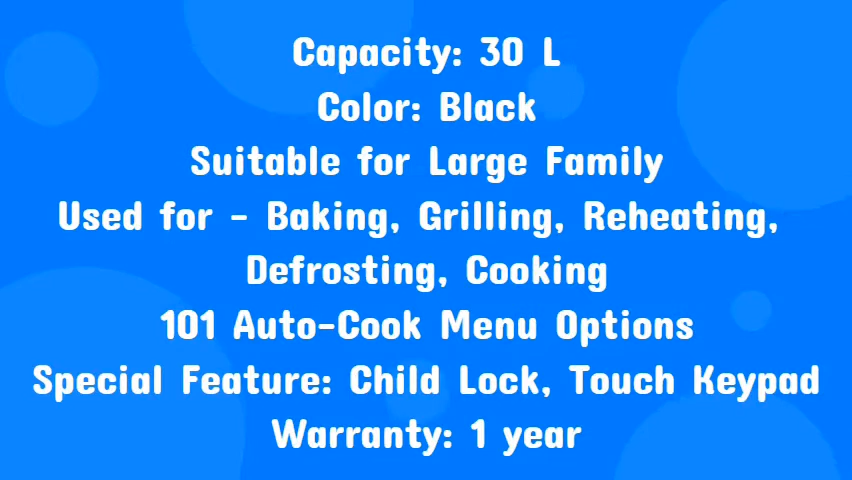 Capacity: 30 L
Color: Black
Suitable for Large Family
Used for - Baking, Grilling, Reheating,
Defrosting, Cooking
101 Auto-Cook Menu Options
Special Feature: Child Lock, Touch Keypad
Warranty: 1 year